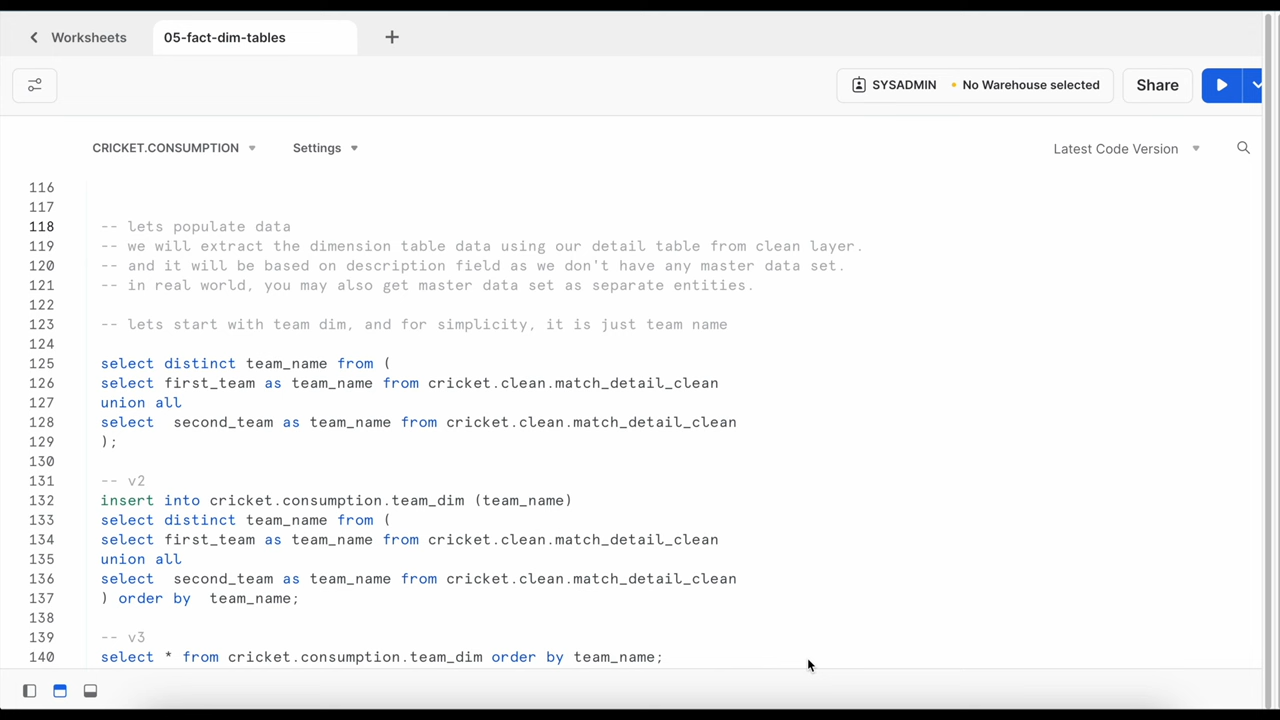 Worksheets
05-fact-dim-tables
SYSADMIN
No Warehouse selected
Share
CRICKET.CONSUMPTION
Settings
Latest Code Version
116
117
118 -- lets populate data
119 -- we will extract the dimension table data using our detail table from clean layer.
120 -- and it will be based on description field as we don't have any master data set.
121 -- in real world, you may also get master data set as separate entities.
122
123 -- lets start with team dim, and for simplicity, it is just team name
124
125 select distinct team_name from (
126 select first_team as team_name from cricket.clean.match_detail_clean
127 union all
128 select  second_team as team_name from cricket.clean.match_detail_clean
129 );
130
131 -- v2
132 insert into cricket.consumption.team_dim (team_name)
133 select distinct team_name from (
134 select first_team as team_name from cricket.clean.match_detail_clean
135 union all
136 select  second_team as team_name from cricket.clean.match_detail_clean
137 ) order by  team_name;
138
139 -- v3
140 select * from cricket.consumption.team_dim order by team_name;